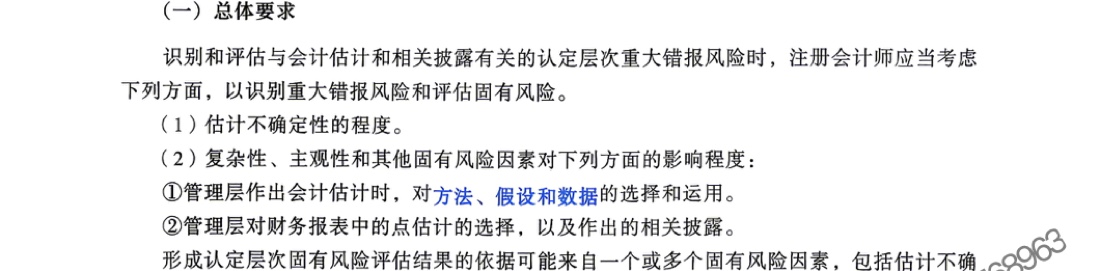 （一）总体要求
识别和评估与会计估计和相关披露有关的认定层次重大错报风险时，注册会计师应当考虑
下列方面，以识别重大错报风险和评估固有风险。
（1）估计不确定性的程度。
（2）复杂性、主观性和其他固有风险因素对下列方面的影响程度：
①管理层作出会计估计时，对方法、假设和数据的选择和运用。
②管理层对财务报表中的点估计的选择，以及作出的相关披露。
形成认定层次固有风险评估结果的依据可能来自一个或多个固有风险因素，包括估计不确
68963